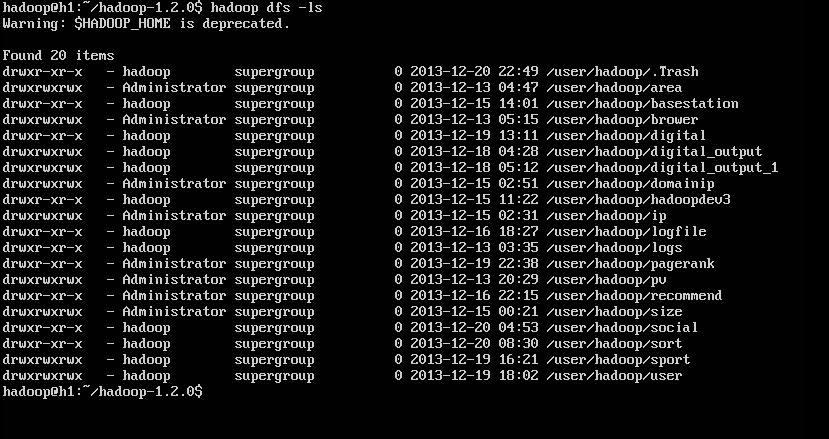 hadoop@h1:~/hadoop-1.2.0$ hadoop dfs -ls
Warning: $HADOOP_HOME is deprecated.
Found 20 items
drwxr-xr-x   - hadoop        supergroup          0 2013-12-20 22:49 /user/hadoop/.Trash
drwxrwxrwx   - Administrator supergroup          0 2013-12-13 04:47 /user/hadoop/area
drwxr-xr-x   - hadoop        supergroup          0 2013-12-15 14:01 /user/hadoop/basestation
drwxr-xr-x   - Administrator supergroup          0 2013-12-13 05:15 /user/hadoop/brower
drwxrwxrwx   - hadoop        supergroup          0 2013-12-19 13:11 /user/hadoop/digital
drwxrwxrwx   - hadoop        supergroup          0 2013-12-18 04:28 /user/hadoop/digital_output
drwxrwxrwx   - hadoop        supergroup          0 2013-12-18 05:12 /user/hadoop/digital_output_1
drwxr-xr-x   - Administrator supergroup          0 2013-12-15 02:51 /user/hadoop/domainip
drwxr-xr-x   - hadoop        supergroup          0 2013-12-15 11:22 /user/hadoop/hadoopdev3
drwxrwxrwx   - Administrator supergroup          0 2013-12-15 02:31 /user/hadoop/ip
drwxr-xr-x   - hadoop        supergroup          0 2013-12-16 18:27 /user/hadoop/logfile
drwxr-xr-x   - hadoop        supergroup          0 2013-12-13 03:35 /user/hadoop/logs
drwxr-xr-x   - Administrator supergroup          0 2013-12-19 22:38 /user/hadoop/pagerank
drwxrwxrwx   - Administrator supergroup          0 2013-12-13 20:29 /user/hadoop/pv
drwxr-xr-x   - Administrator supergroup          0 2013-12-16 22:15 /user/hadoop/recommend
drwxrwxrwx   - Administrator supergroup          0 2013-12-15 00:21 /user/hadoop/size
drwxrwxrwx   - hadoop        supergroup          0 2013-12-20 04:53 /user/hadoop/social
drwxrwxrwx   - hadoop        supergroup          0 2013-12-20 08:30 /user/hadoop/sort
drwxrwxrwx   - hadoop        supergroup          0 2013-12-19 16:21 /user/hadoop/sport
drwxrwxrwx   - hadoop        supergroup          0 2013-12-19 18:02 /user/hadoop/user
hadoop@h1:~/hadoop-1.2.0$